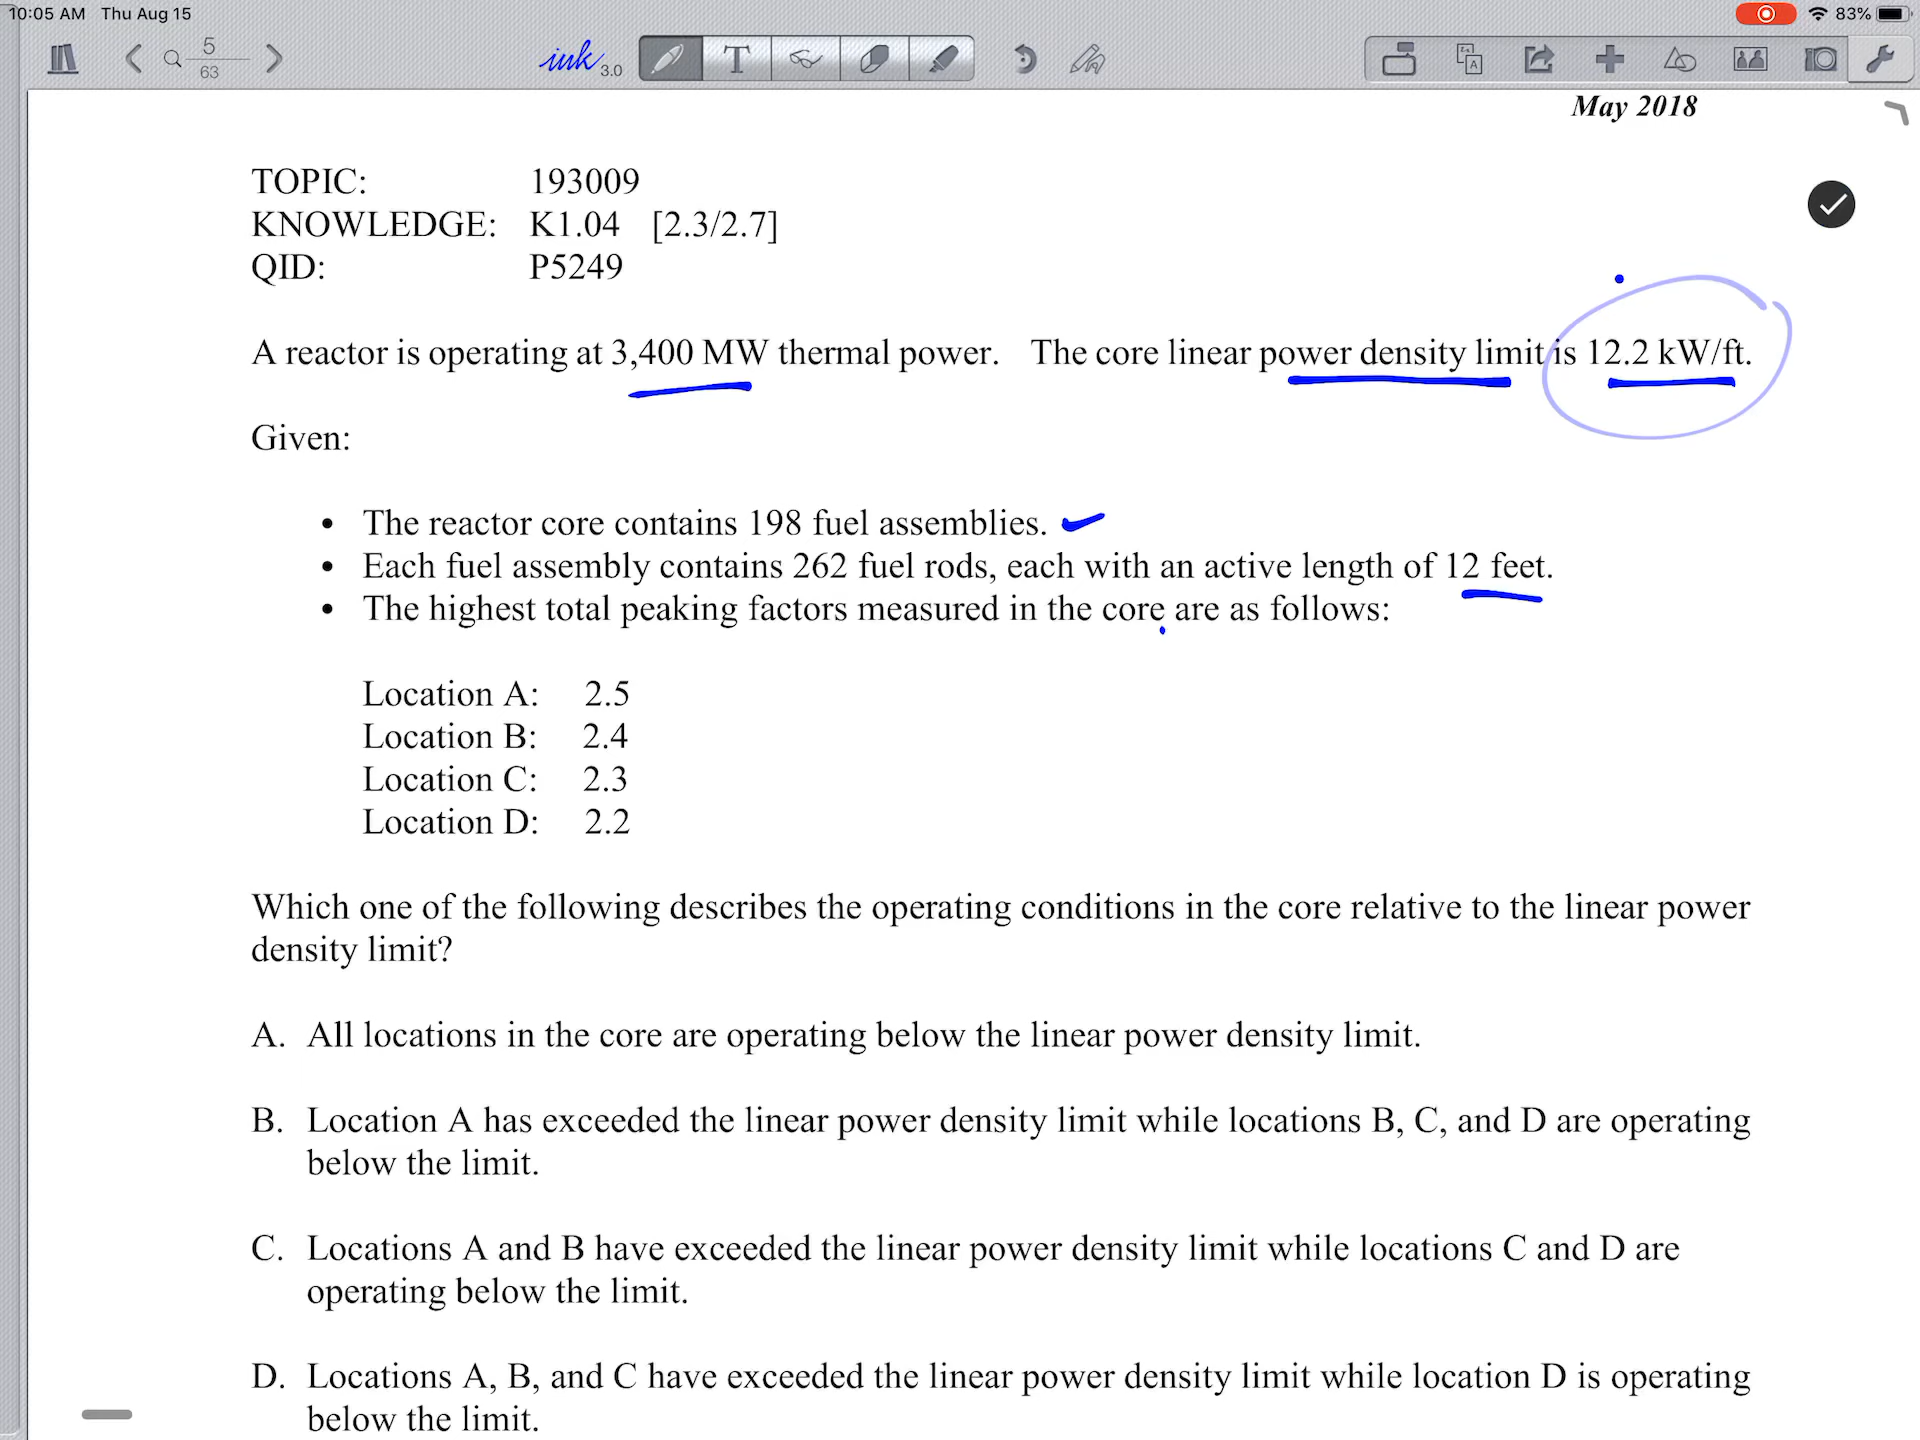 10:05 AM Thu Aug 15
83%
5
63
ink 3.0
T
A
May 2018
TOPIC: 193009
KNOWLEDGE: K1.04 [2.3/2.7]
QID: P5249
A reactor is operating at 3,400 MW thermal power. The core linear power density limit is 12.2 kW/ft.
Given:
• The reactor core contains 198 fuel assemblies.
• Each fuel assembly contains 262 fuel rods, each with an active length of 12 feet.
• The highest total peaking factors measured in the core are as follows:
Location A: 2.5
Location B: 2.4
Location C: 2.3
Location D: 2.2
Which one of the following describes the operating conditions in the core relative to the linear power
density limit?
A. All locations in the core are operating below the linear power density limit.
B. Location A has exceeded the linear power density limit while locations B, C, and D are operating
below the limit.
C. Locations A and B have exceeded the linear power density limit while locations C and D are
operating below the limit.
D. Locations A, B, and C have exceeded the linear power density limit while location D is operating
below the limit.